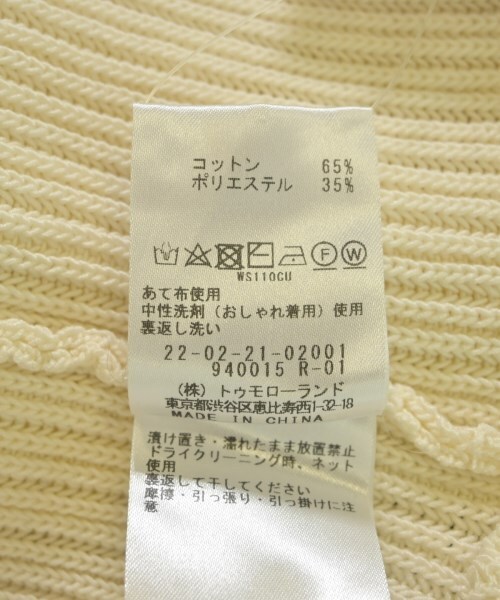 コットン 65%
ポリエステル 35%
F W
WS110CU
あて布使用
中性洗剤（おしゃれ着用）使用
裏返し洗い
22-02-21-02001
940015 R-01
（株）トゥモローランド
東京都渋谷区恵比寿西1-32-18
MADE IN CHINA
漬け置き・濡れたまま放置禁止
ドライクリーニング時、ネット
使用
裏返して干してください
摩擦・引っ張り・引っ掛けに注
意